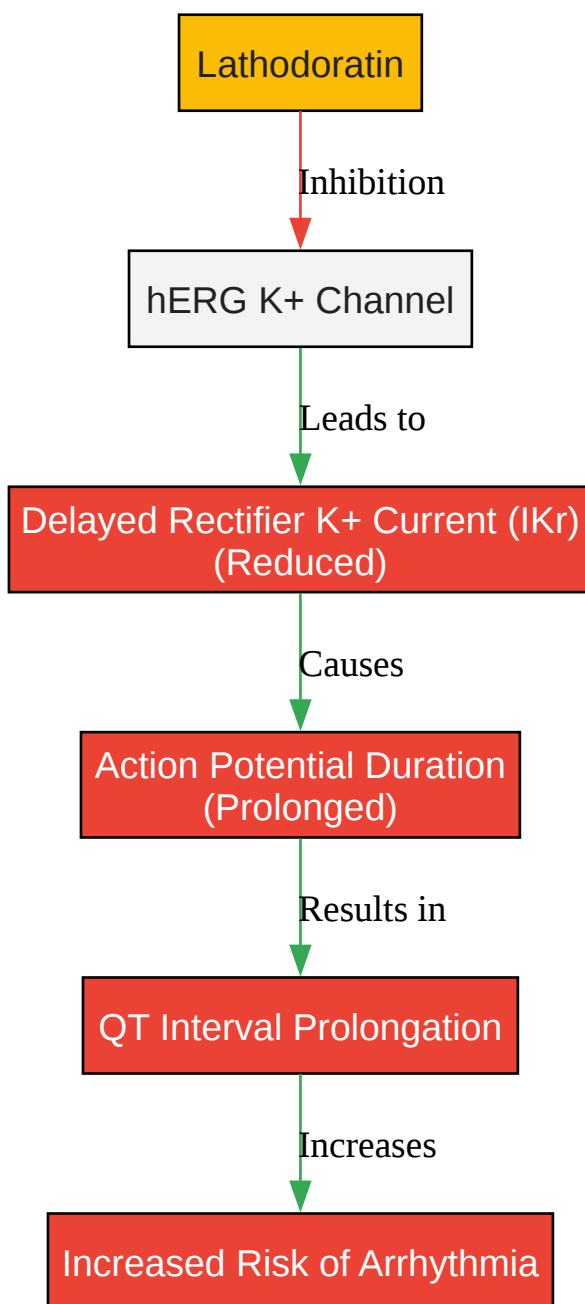 Lathodoratin
Inhibition
hERG K+ Channel
Leads to
Delayed Rectifier K+ Current (IKr)
(Reduced)
Causes
Action Potential Duration
(Prolonged)
Results in
QT Interval Prolongation
Increases
Increased Risk of Arrhythmia